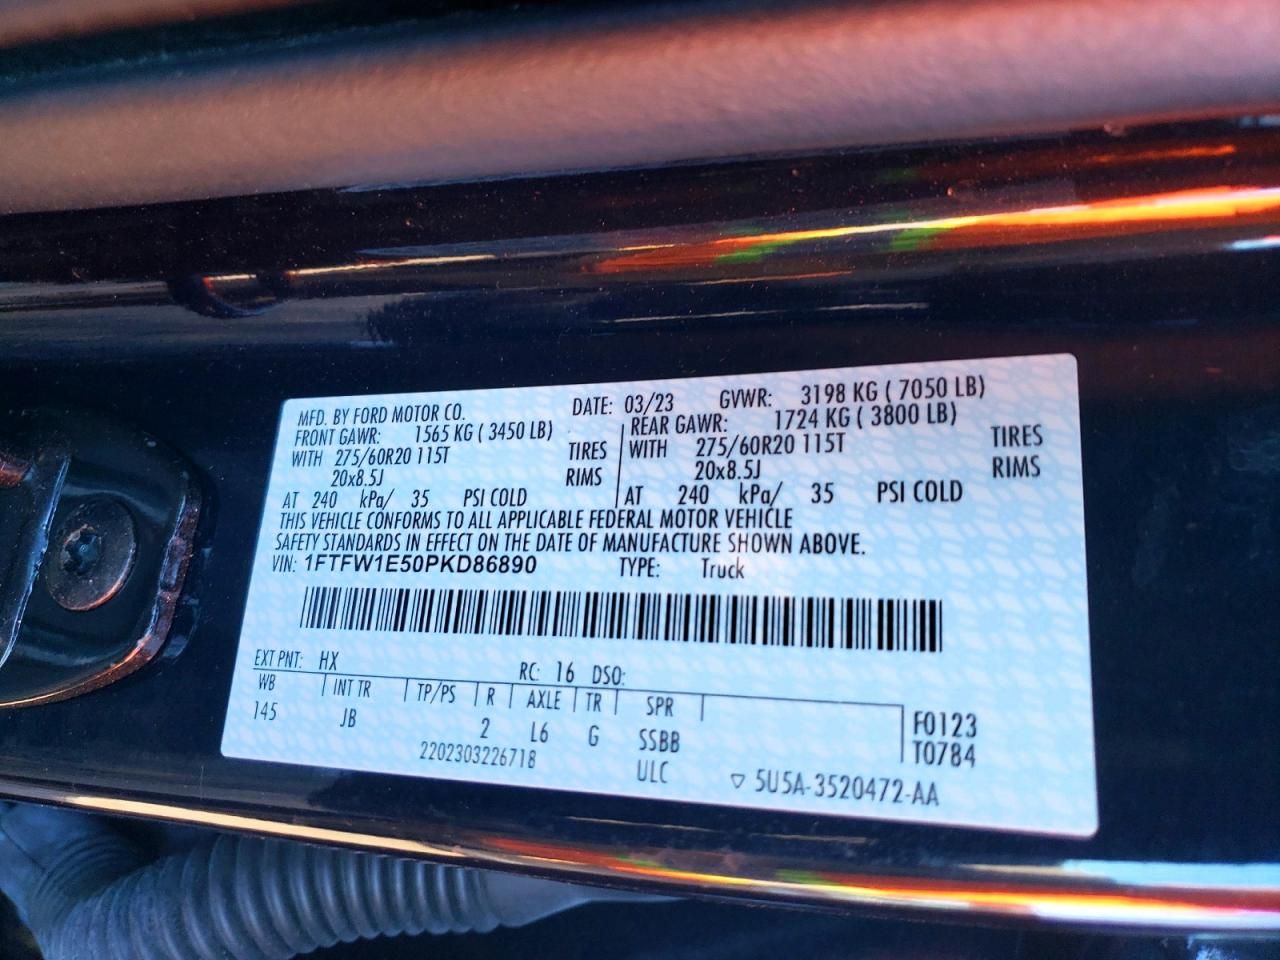 MFD. BY FORD MOTOR CO. DATE: 03/23 GVWR: 3198 KG ( 7050 LB)
FRONT GAWR: 1565 KG ( 3450 LB) REAR GAWR: 1724 KG ( 3800 LB)
WITH 275/60R20 115T TIRES WITH 275/60R20 115T TIRES
20x8.5J RIMS 20x8.5J RIMS
AT 240 kPa/ 35 PSI COLD AT 240 kPa/ 35 PSI COLD
THIS VEHICLE CONFORMS TO ALL APPLICABLE FEDERAL MOTOR VEHICLE
SAFETY STANDARDS IN EFFECT ON THE DATE OF MANUFACTURE SHOWN ABOVE.
VIN: 1FTFW1E50PKD86890 TYPE: Truck
EXT PNT: HX RC: 16 DSO:
WB INT TR TP/PS R AXLE TR SPR
145 JB 2 L6 G SSBB F0123
T0784
2202303226718 ULC ▽ 5U5A-3520472-AA